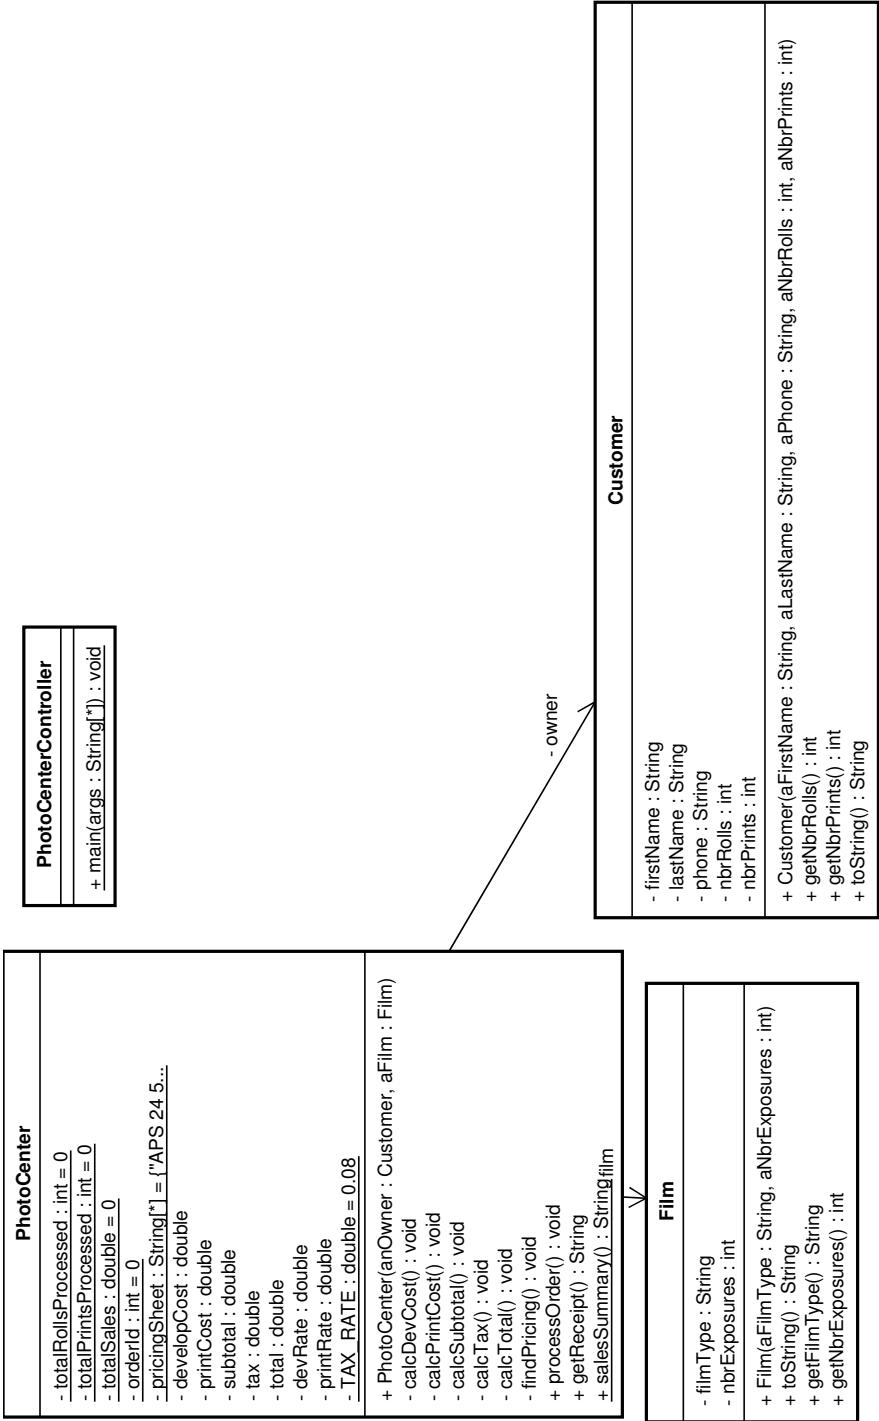 PhotoCenter
- totalRollsProcessed : int = 0
- totalPrintsProcessed : int = 0
- totalSales : double = 0
- orderId : int = 0
- pricingSheet : String[*] = {"APS 24 5...
- developCost : double
- printCost : double
- subtotal : double
- tax : double
- total : double
- devRate : double
- printRate : double
- TAX_RATE : double = 0.08
+ PhotoCenter(anOwner : Customer, aFilm : Film)
- calcDevCost() : void
- calcPrintCost() : void
- calcSubtotal() : void
- calcTax() : void
- calcTotal() : void
- findPricing() : void
+ processOrder() : void
+ getReceipt() : String
+ salesSummary() : String
film
PhotoCenterController
+ main(args : String[*]) : void
- owner
Film
- filmType : String
- nbrExposures : int
+ Film(aFilmType : String, aNbrExposures : int)
+ toString() : String
+ getFilmType() : String
+ getNbrExposures() : int
Customer
- firstName : String
- lastName : String
- phone : String
- nbrRolls : int
- nbrPrints : int
+ Customer(aFirstName : String, aLastName : String, aPhone : String, aNbrRolls : int, aNbrPrints : int)
+ getNbrRolls() : int
+ getNbrPrints() : int
+ toString() : String